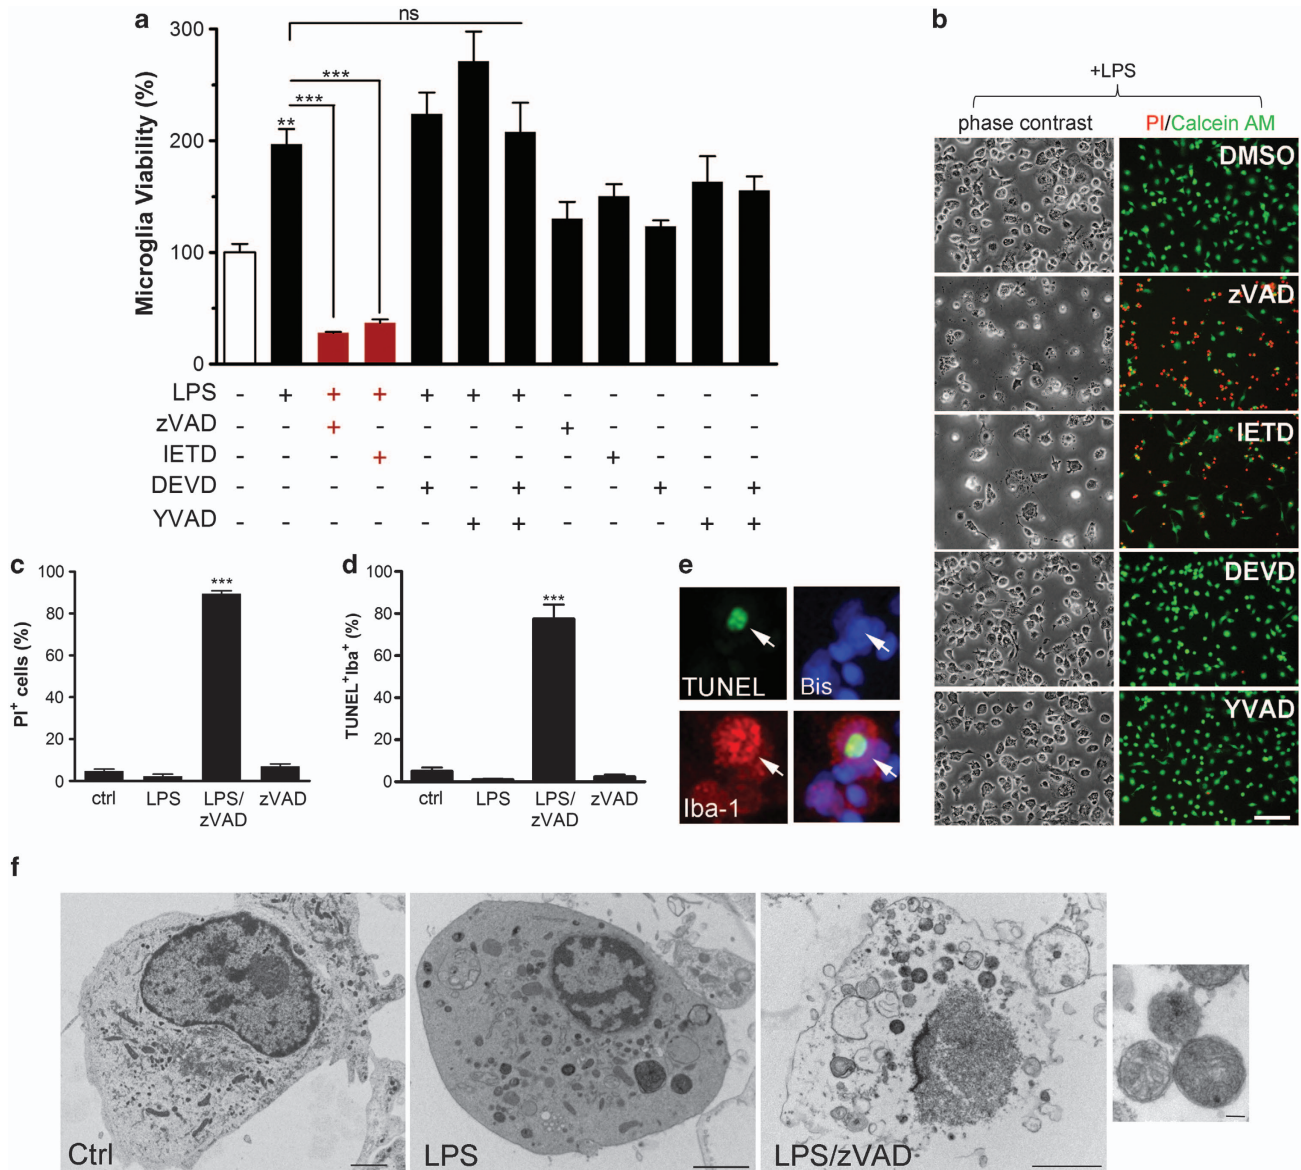 a
ns
Microglia Viability (%)
300
200
100
0
***
***
**
LPS - + + + + + + - - - - -
zVAD - - + - - - - + - - - -
IETD - - - + - - - - + - - -
DEVD - - - - + - + - - + - +
YVAD - - - - - + + - - - + +
b
+LPS
phase contrast PI/Calcein AM
DMSO
zVAD
IETD
DEVD
YVAD
c
PI+ cells (%)
100
80
60
40
20
0
***
ctrl LPS LPS/ zVAD
zVAD
d
TUNEL+Iba+ (%)
100
80
60
40
20
0
***
ctrl LPS LPS/ zVAD
zVAD
e
TUNEL Bis
Iba-1
f
Ctrl LPS LPS/zVAD